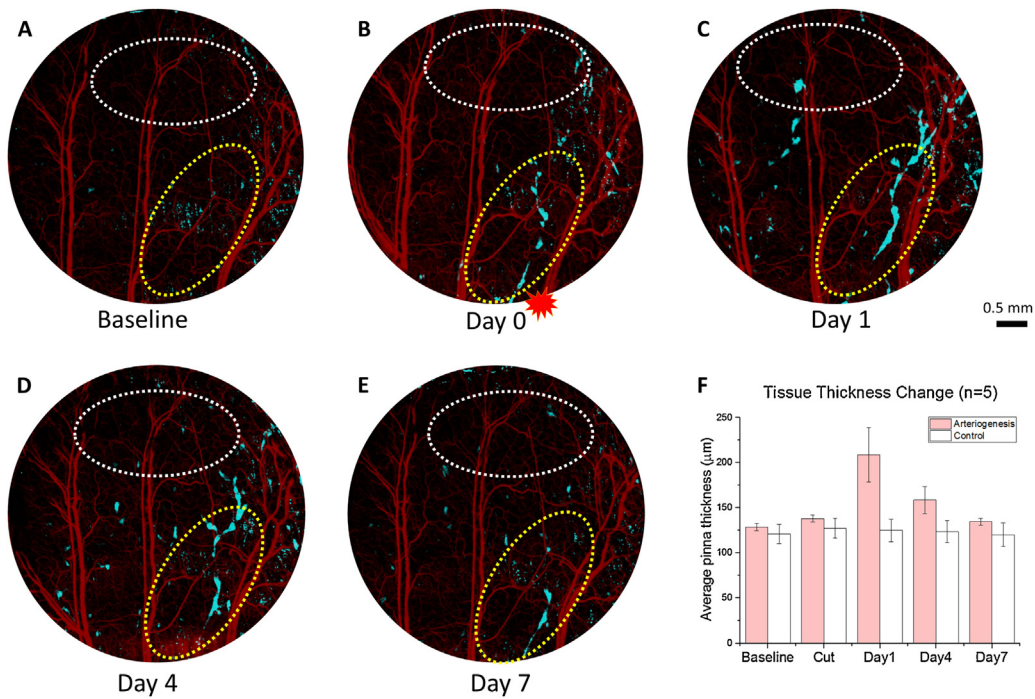 A
B
C
Baseline
Day 0
Day 1
0.5 mm
D
E
F
Tissue Thickness Change (n=5)
Arteriogenesis
Control
Average pinna thickness (μm)
250
200
150
100
50
0
Baseline
Cut
Day1
Day4
Day7
Day 4
Day 7